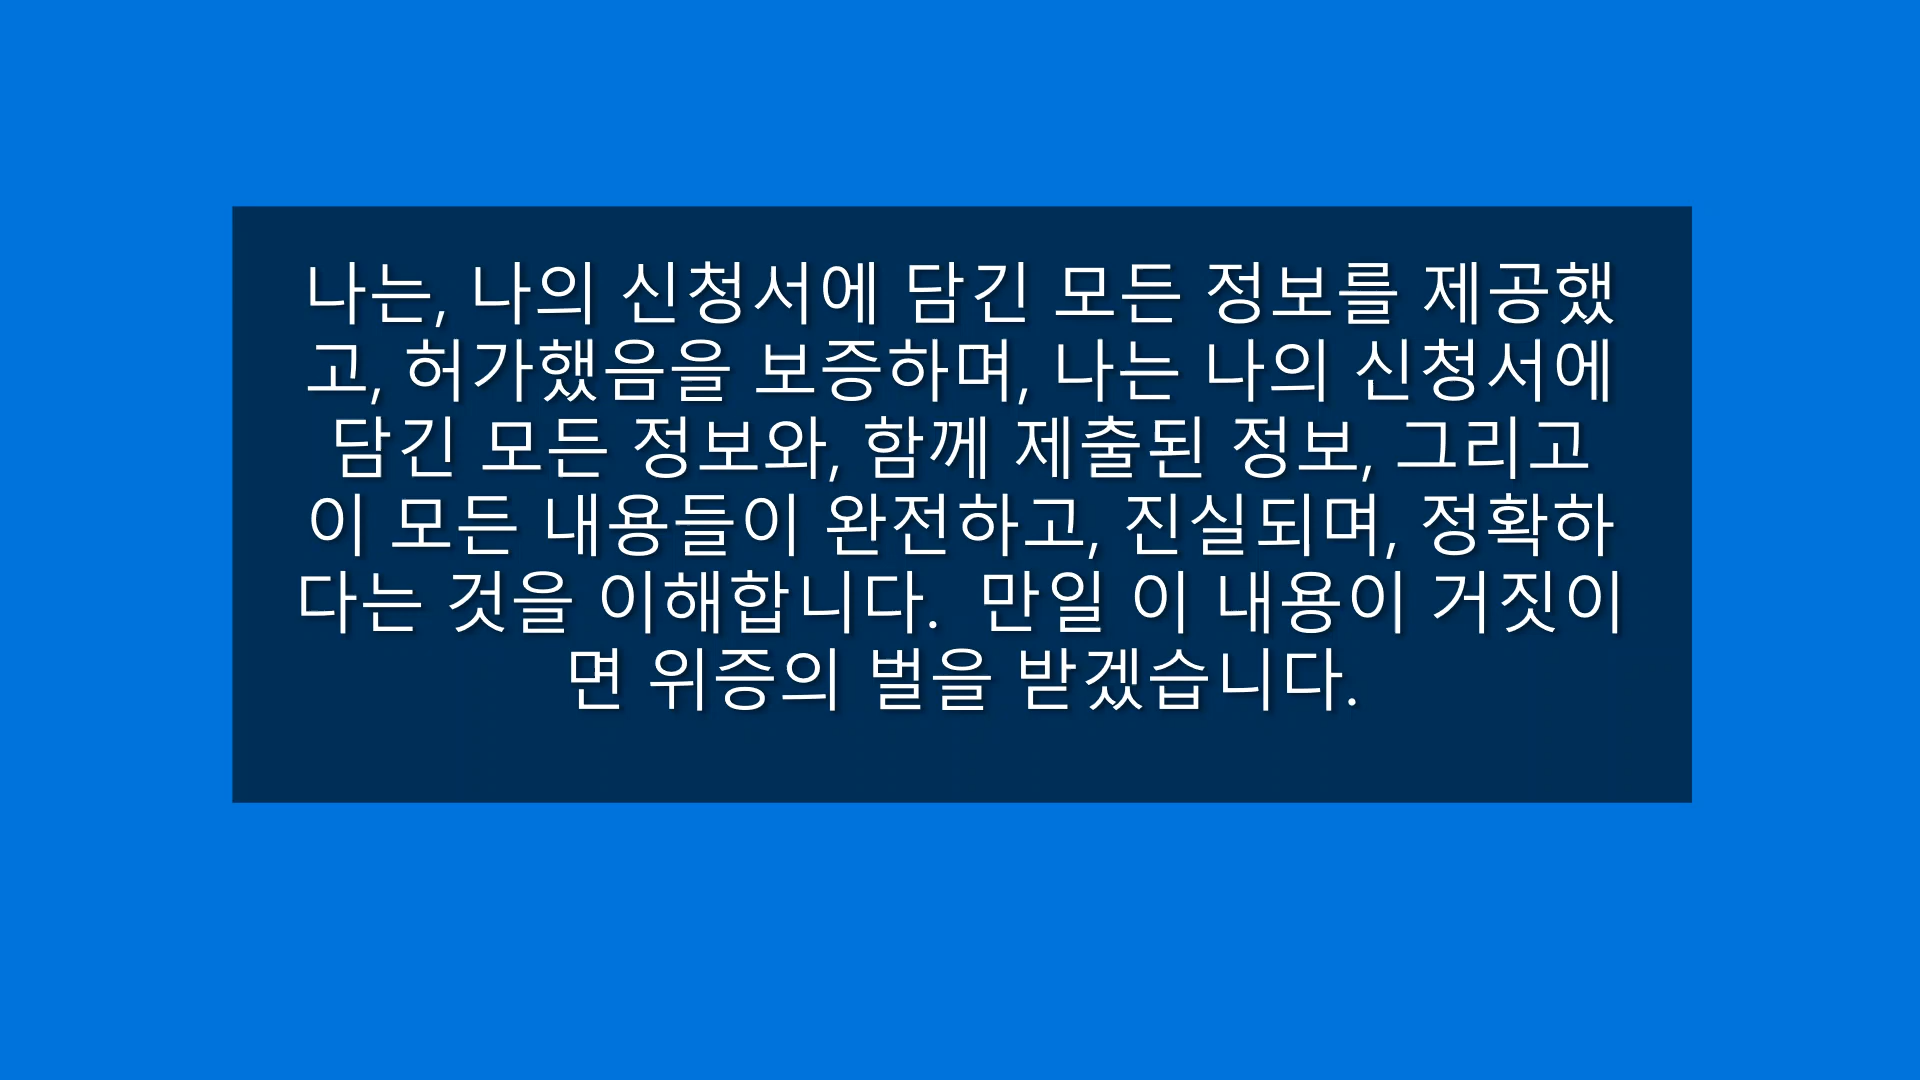 나는, 나의 신청서에 담긴 모든 정보를 제공했
고, 허가했음을 보증하며, 나는 나의 신청서에
담긴 모든 정보와, 함께 제출된 정보, 그리고
이 모든 내용들이 완전하고, 진실되며, 정확하
다는 것을 이해합니다.  만일 이 내용이 거짓이
면 위증의 벌을 받겠습니다.